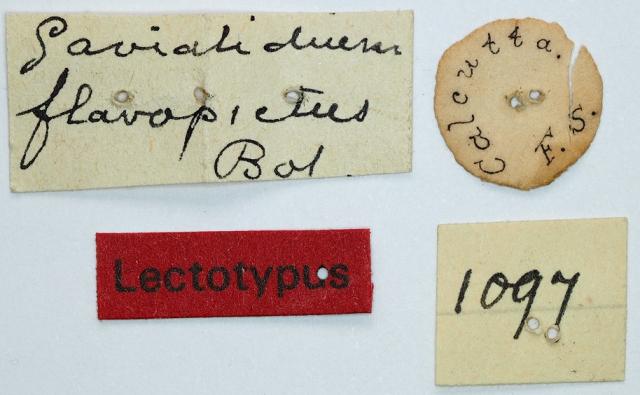 Gavialidium
flavopictus
Bol.
Calcutta.
F. S.
Lectotypus
1097